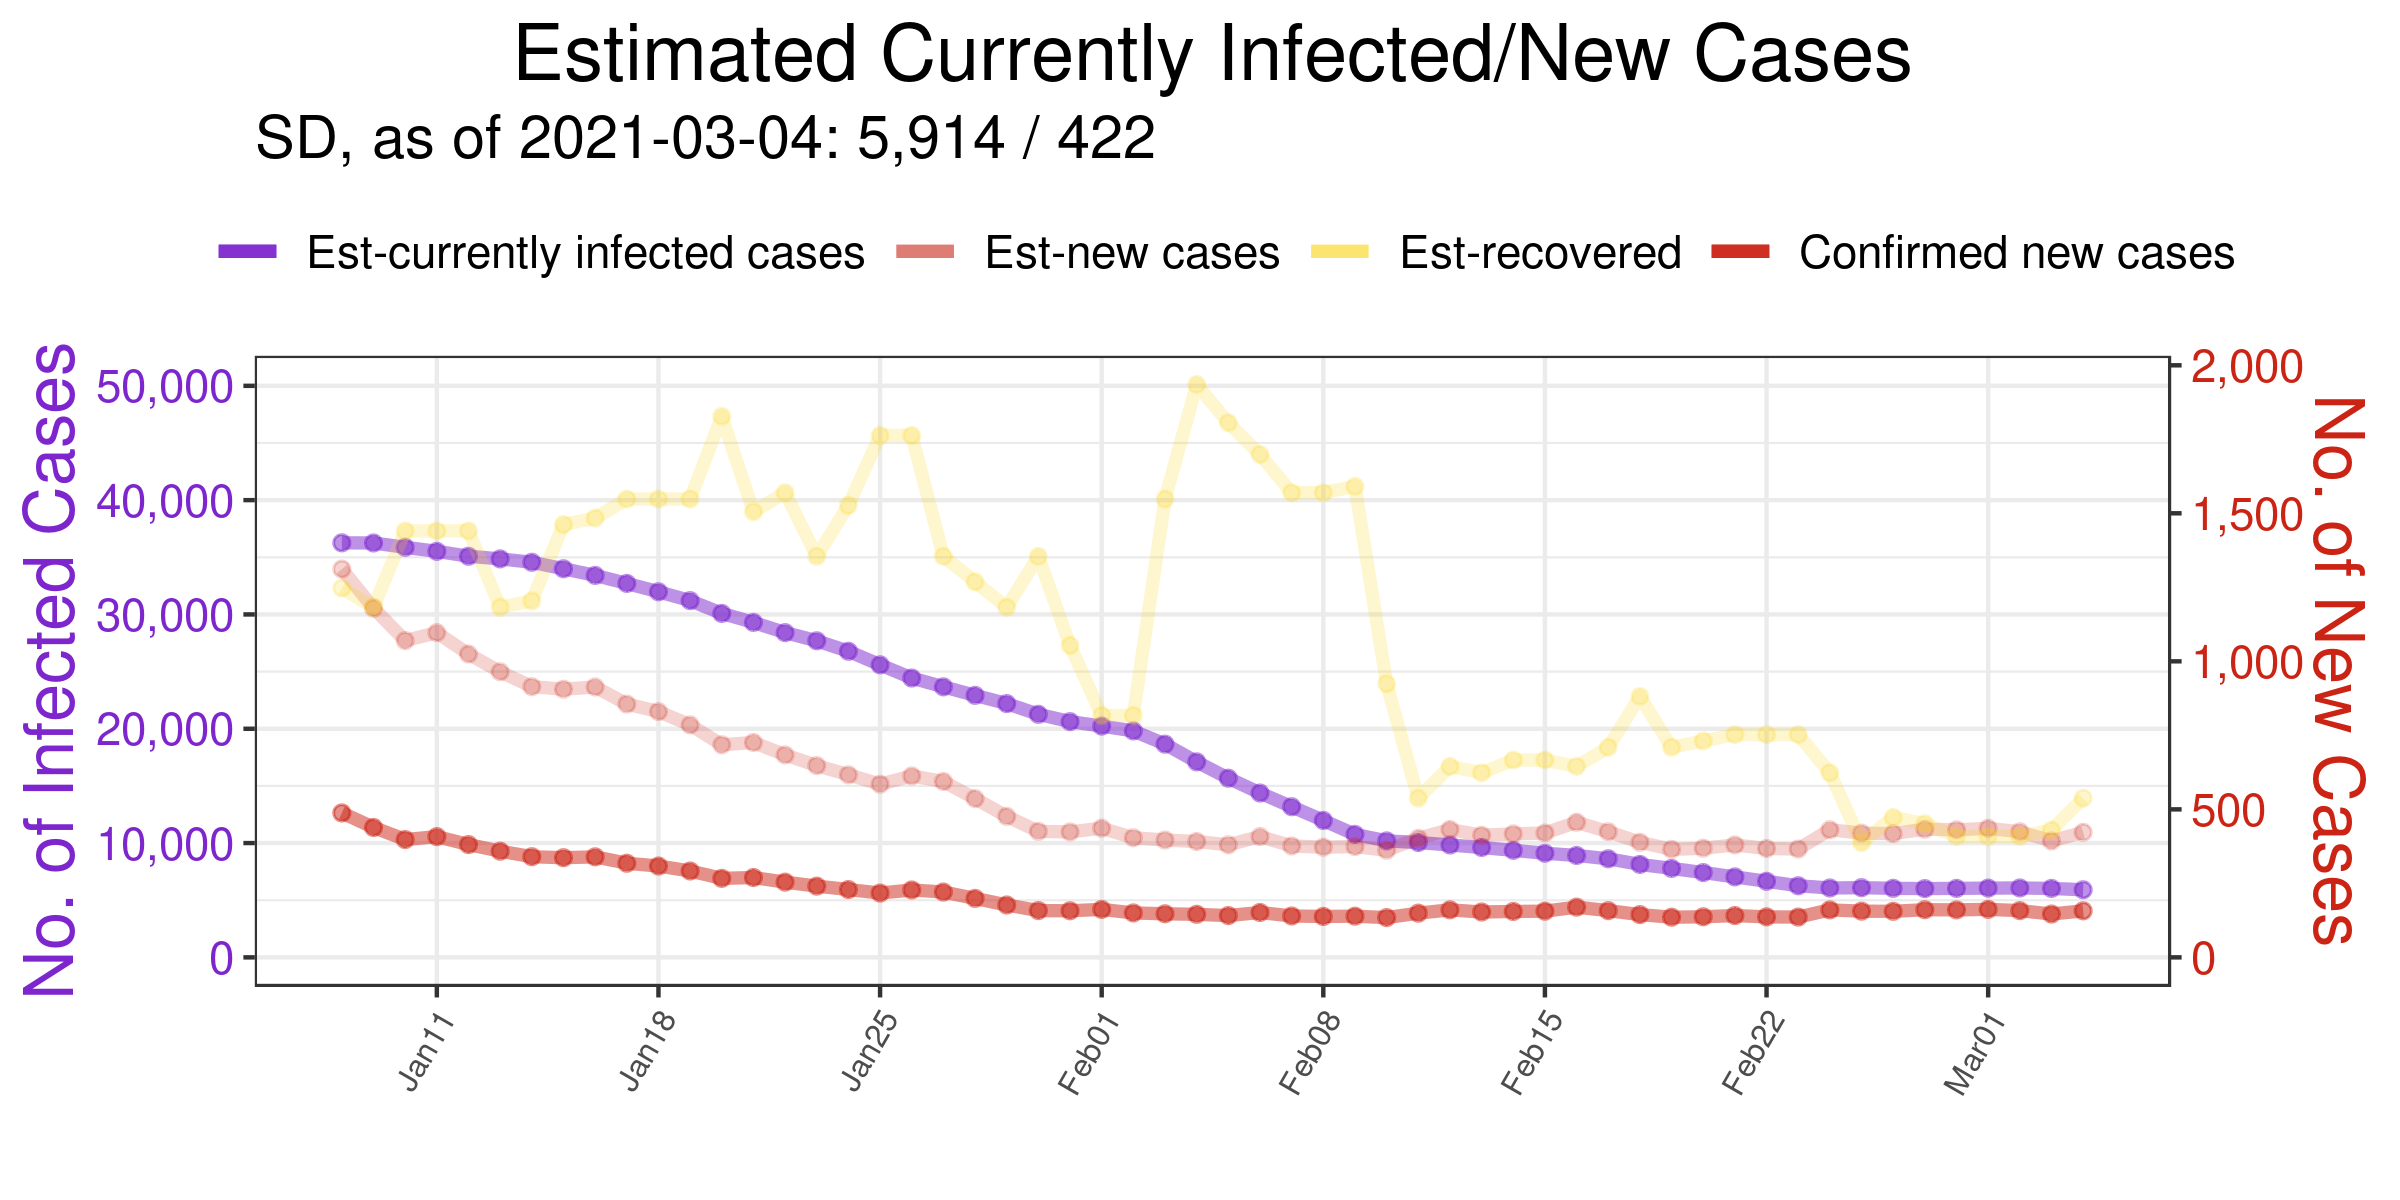 Estimated Currently Infected/New Cases
SD, as of 2021-03-04: 5,914 / 422
Est-currently infected cases
Est-new cases
Est-recovered
Confirmed new cases
No. of Infected Cases
50,000
40,000
30,000
20,000
10,000
0
2,000
1,500
1,000
500
0
No. of New Cases
Jan11
Jan18
Jan25
Feb01
Feb08
Feb15
Feb22
Mar01